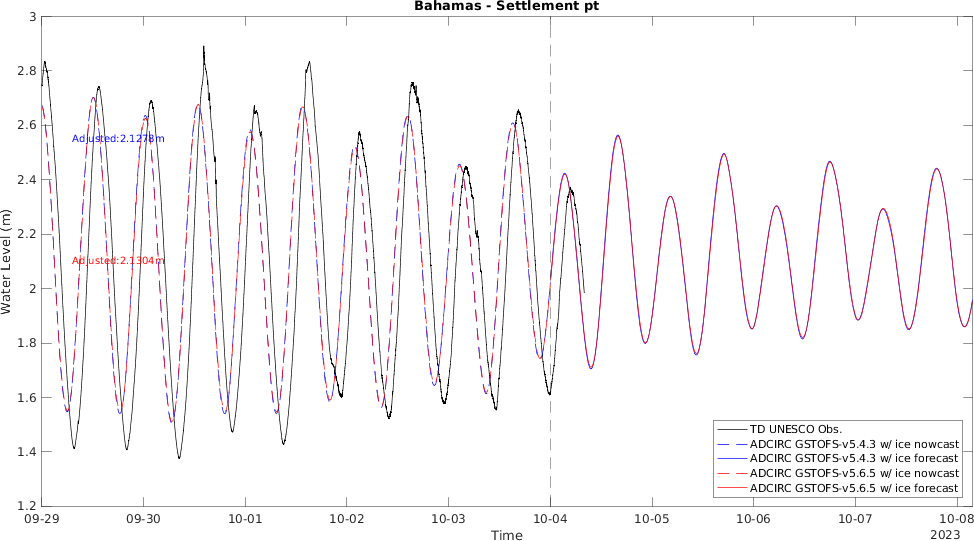 Bahamas - Settlement pt
Water Level (m)
3
2.8
2.6
2.4
2.2
2
1.8
1.6
1.4
1.2
Adjusted:2.1278m
Adjusted:2.1304m
TD UNESCO Obs.
ADCIRC GSTOFS-v5.4.3 w/ ice nowcast
ADCIRC GSTOFS-v5.4.3 w/ ice forecast
ADCIRC GSTOFS-v5.6.5 w/ ice nowcast
ADCIRC GSTOFS-v5.6.5 w/ ice forecast
09-29 09-30 10-01 10-02 10-03 10-04 10-05 10-06 10-07 10-08
Time
2023